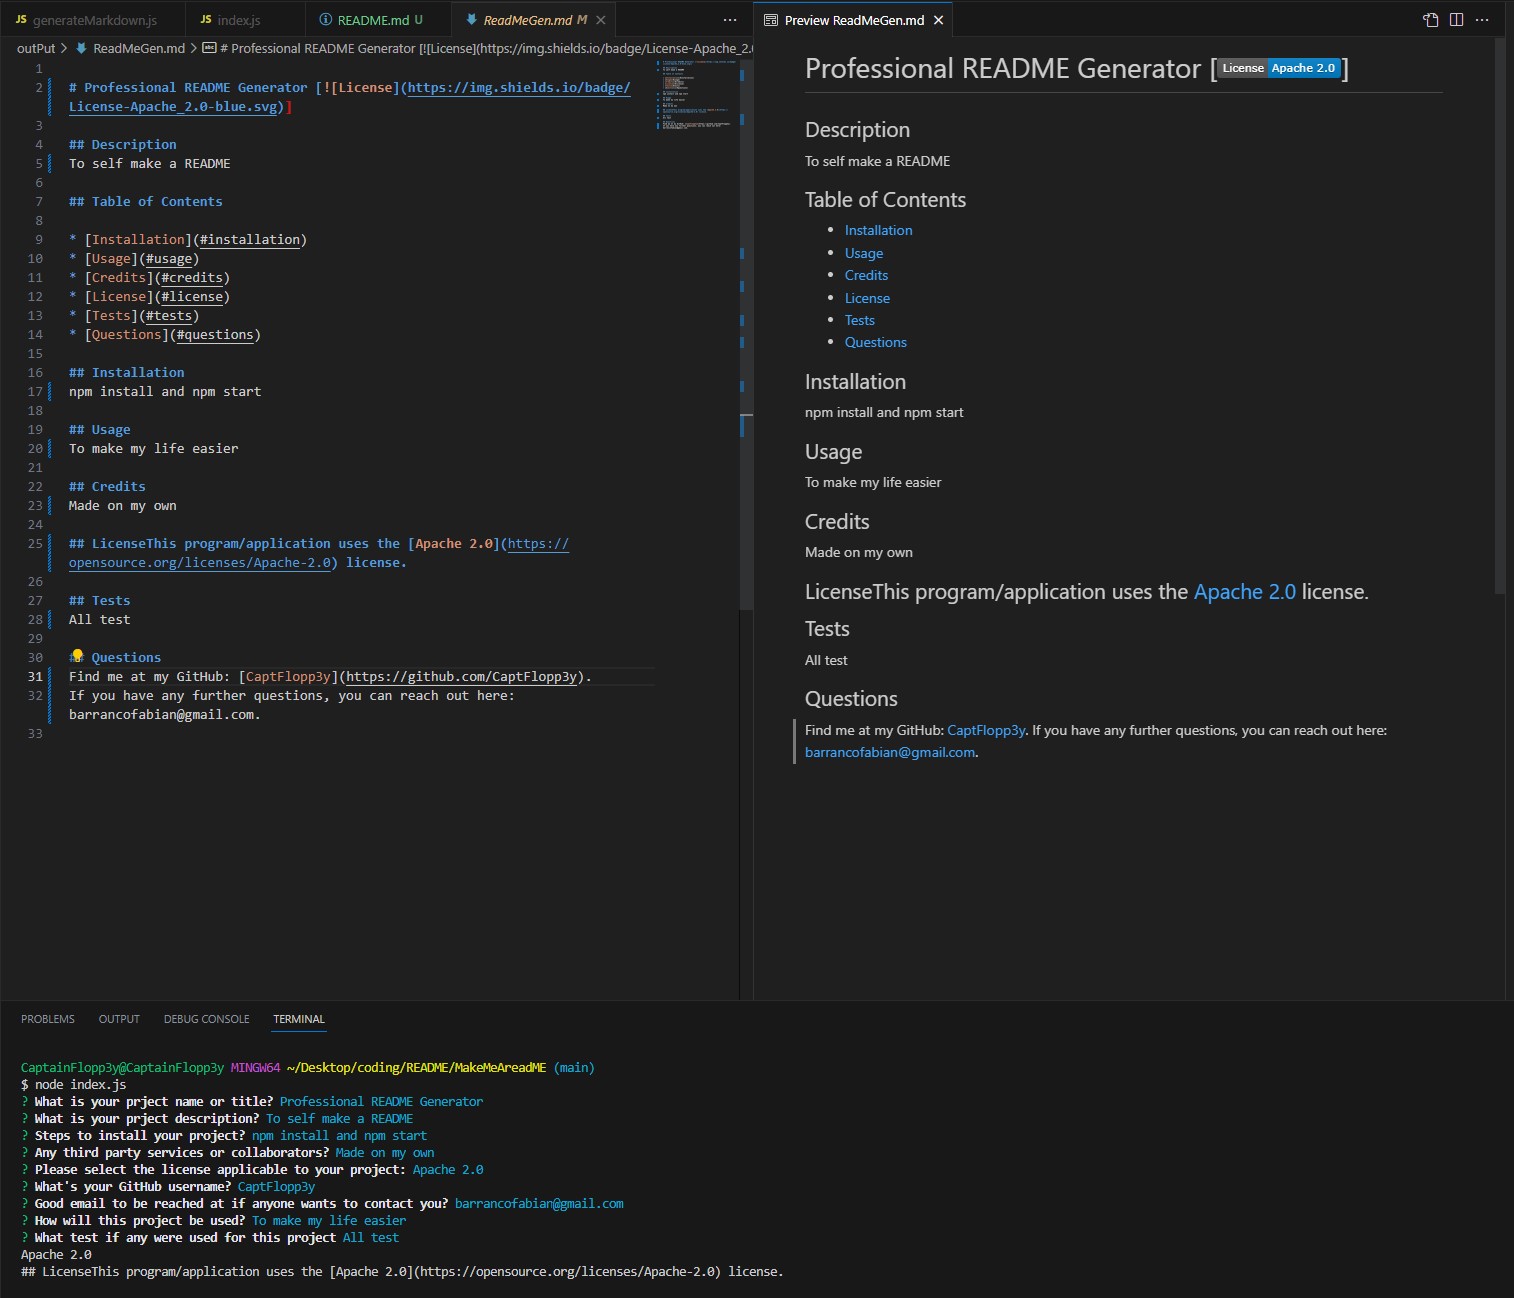 JS generateMarkdown.js
JS index.js
README.md U
ReadMeGen.md M
Preview ReadMeGen.md
outPut > ReadMeGen.md > # Professional README Generator [![License](https://img.shields.io/badge/License-Apache_2.0
1
2 # Professional README Generator [![License](https://img.shields.io/badge/
License-Apache_2.0-blue.svg)]
3
4 ## Description
5 To self make a README
6
7 ## Table of Contents
8
9 * [Installation](#installation)
10 * [Usage](#usage)
11 * [Credits](#credits)
12 * [License](#license)
13 * [Tests](#tests)
14 * [Questions](#questions)
15
16 ## Installation
17 npm install and npm start
18
19 ## Usage
20 To make my life easier
21
22 ## Credits
23 Made on my own
24
25 ## LicenseThis program/application uses the [Apache 2.0](https://
opensource.org/licenses/Apache-2.0) license.
26
27 ## Tests
28 All test
29
30 ## Questions
31 Find me at my GitHub: [CaptFlopp3y](https://github.com/CaptFlopp3y).
32 If you have any further questions, you can reach out here:
barrancofabian@gmail.com.
33
Professional README Generator [License Apache 2.0]
Description
To self make a README
Table of Contents
• Installation
• Usage
• Credits
• License
• Tests
• Questions
Installation
npm install and npm start
Usage
To make my life easier
Credits
Made on my own
LicenseThis program/application uses the Apache 2.0 license.
Tests
All test
Questions
Find me at my GitHub: CaptFlopp3y. If you have any further questions, you can reach out here:
barrancofabian@gmail.com.
PROBLEMS OUTPUT DEBUG CONSOLE TERMINAL
CaptainFlopp3y@CaptainFlopp3y MINGW64 ~/Desktop/coding/README/MakeMeAreadME (main)
$ node index.js
? What is your prject name or title? Professional README Generator
? What is your prject description? To self make a README
? Steps to install your project? npm install and npm start
? Any third party services or collaborators? Made on my own
? Please select the license applicable to your project: Apache 2.0
? What's your GitHub username? CaptFlopp3y
? Good email to be reached at if anyone wants to contact you? barrancofabian@gmail.com
? How will this project be used? To make my life easier
? What test if any were used for this project All test
Apache 2.0
## LicenseThis program/application uses the [Apache 2.0](https://opensource.org/licenses/Apache-2.0) license.